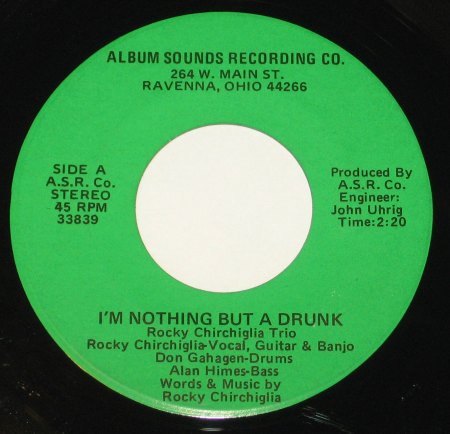 ALBUM SOUNDS RECORDING CO.
264 W. MAIN ST.
RAVENNA, OHIO 44266
SIDE A
A.S.R. Co.
STEREO
45 RPM
33839
Produced By
A.S.R. Co.
Engineer:
John Uhrig
Time:2:20
I'M NOTHING BUT A DRUNK
Rocky Chirchiglia Trio
Rocky Chirchiglia-Vocal, Guitar & Banjo
Don Gahagen-Drums
Alan Himes-Bass
Words & Music by
Rocky Chirchiglia